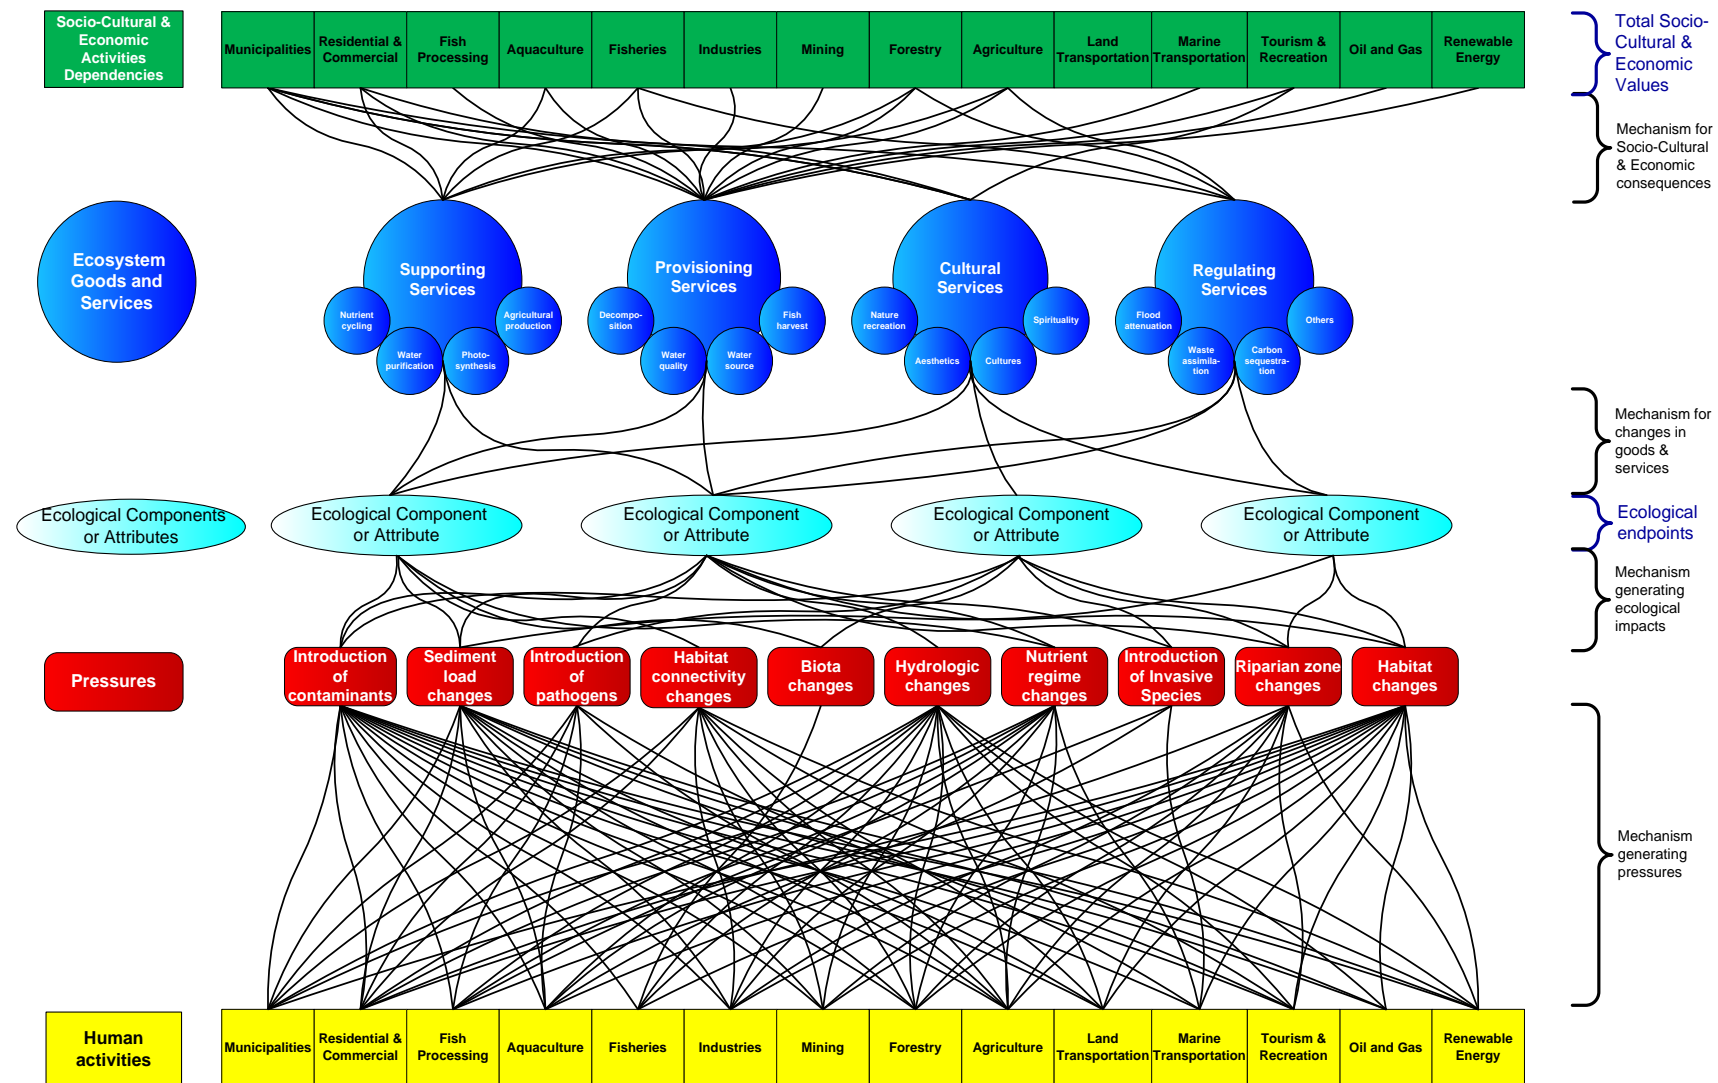 Socio-Cultural &
Economic
Activities
Dependencies
Municipalities
Residential &
Commercial
Fish
Processing
Aquaculture
Fisheries
Industries
Mining
Forestry
Agriculture
Land
Transportation
Marine
Transportation
Tourism &
Recreation
Oil and Gas
Renewable
Energy
Total Socio-
Cultural &
Economic
Values
Mechanism for
Socio-Cultural
& Economic
consequences
Ecosystem
Goods and
Services
Supporting
Services
Nutrient
cycling
Water
purification
Photo-
synthesis
Agricultural
production
Provisioning
Services
Decompo-
sition
Water
quality
Water
source
Fish
harvest
Cultural
Services
Nature
recreation
Aesthetics
Cultures
Spirituality
Regulating
Services
Flood
attenuation
Waste
assimila-
tion
Carbon
sequestra-
tion
Others
Mechanism for
changes in
goods &
services
Ecological Components
or Attributes
Ecological Component
or Attribute
Ecological Component
or Attribute
Ecological Component
or Attribute
Ecological Component
or Attribute
Ecological
endpoints
Mechanism
generating
ecological
impacts
Pressures
Introduction
of
contaminants
Sediment
load
changes
Introduction
of
pathogens
Habitat
connectivity
changes
Biota
changes
Hydrologic
changes
Nutrient
regime
changes
Introduction
of Invasive
Species
Riparian zone
changes
Habitat
changes
Mechanism
generating
pressures
Human
activities
Municipalities
Residential &
Commercial
Fish
Processing
Aquaculture
Fisheries
Industries
Mining
Forestry
Agriculture
Land
Transportation
Marine
Transportation
Tourism &
Recreation
Oil and Gas
Renewable
Energy